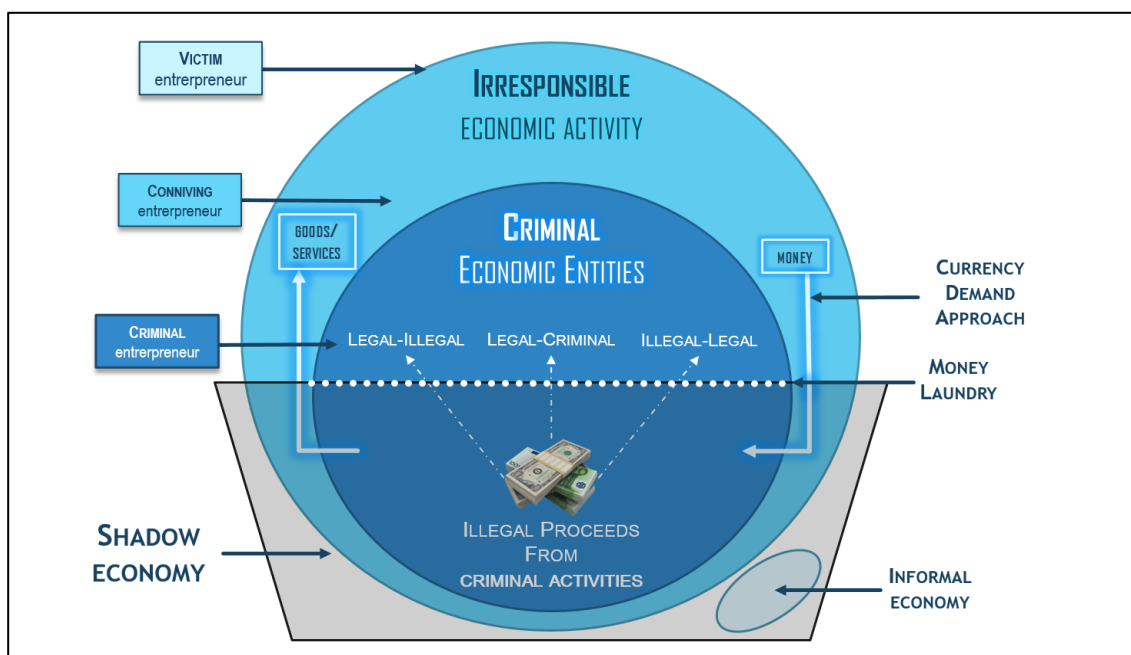 VICTIM
entrepreneur
IRRESPONSIBLE
ECONOMIC ACTIVITY
CONNIVING
entrepreneur
GOODS/
SERVICES
CRIMINAL
ECONOMIC ENTITIES
MONEY
CURRENCY
DEMAND
APPROACH
CRIMINAL
entrepreneur
LEGAL-ILLEGAL
LEGAL-CRIMINAL
ILLEGAL-LEGAL
MONEY
LAUNDRY
ILLEGAL PROCEEDS
FROM
CRIMINAL ACTIVITIES
SHADOW
ECONOMY
INFORMAL
ECONOMY